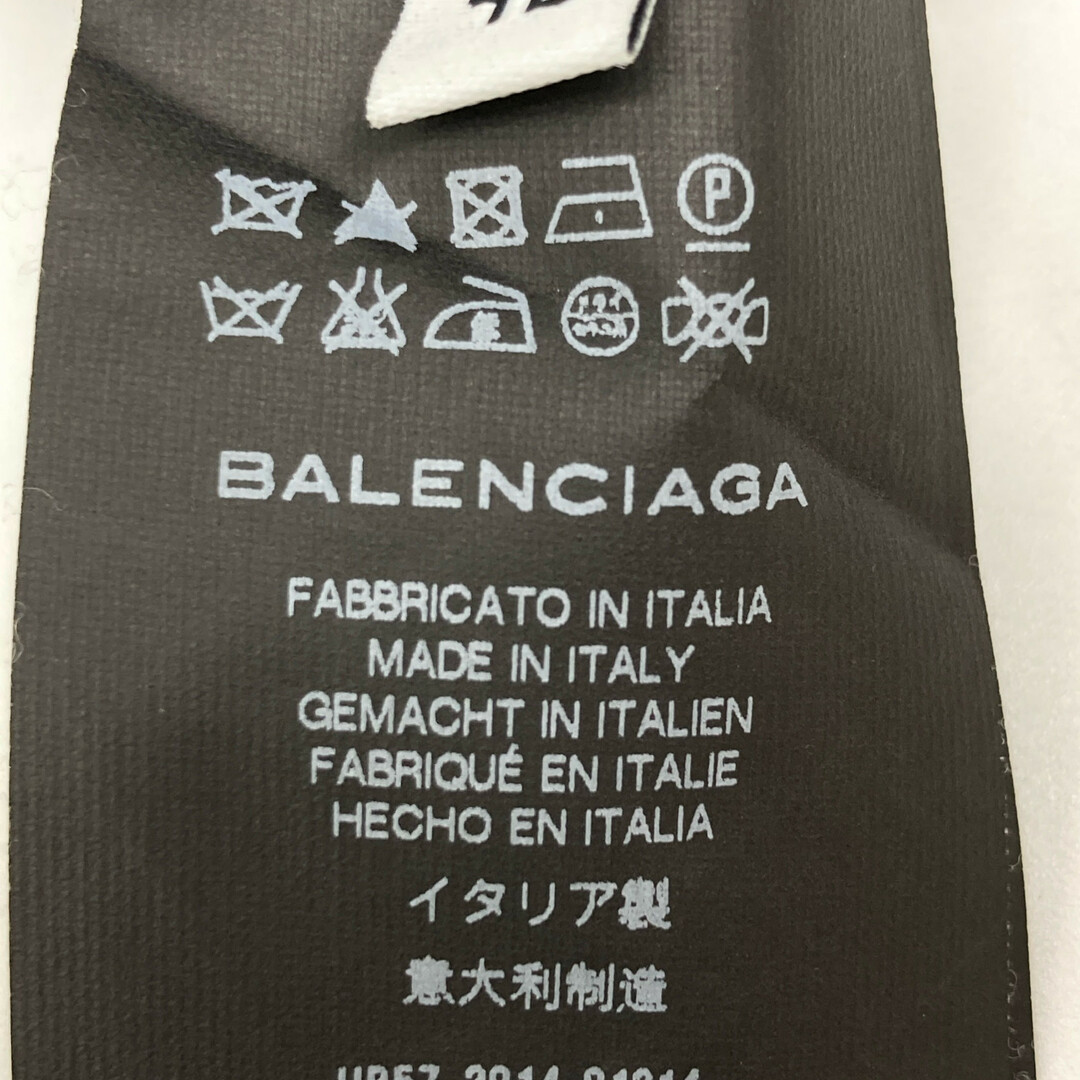 P
BALENCIAGA
FABBRICATO IN ITALIA
MADE IN ITALY
GEMACHT IN ITALIEN
FABRIQUÉ EN ITALIE
HECHO EN ITALIA
イタリア製
意大利制造